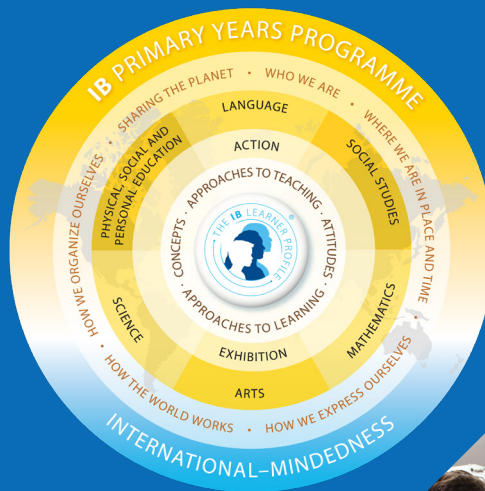 IB PRIMARY YEARS PROGRAMME
SHARING THE PLANET • WHO WE ARE • WHERE WE ARE IN PLACE AND TIME • HOW WE EXPRESS OURSELVES • HOW THE WORLD WORKS • HOW WE ORGANIZE OURSELVES •
LANGUAGE
SOCIAL STUDIES
MATHEMATICS
ARTS
SCIENCE
PHYSICAL, SOCIAL AND
PERSONAL EDUCATION
ACTION
EXHIBITION
APPROACHES TO TEACHING · ATTITUDES · APPROACHES TO LEARNING · CONCEPTS ·
THE IB LEARNER PROFILE
®
INTERNATIONAL–MINDEDNESS